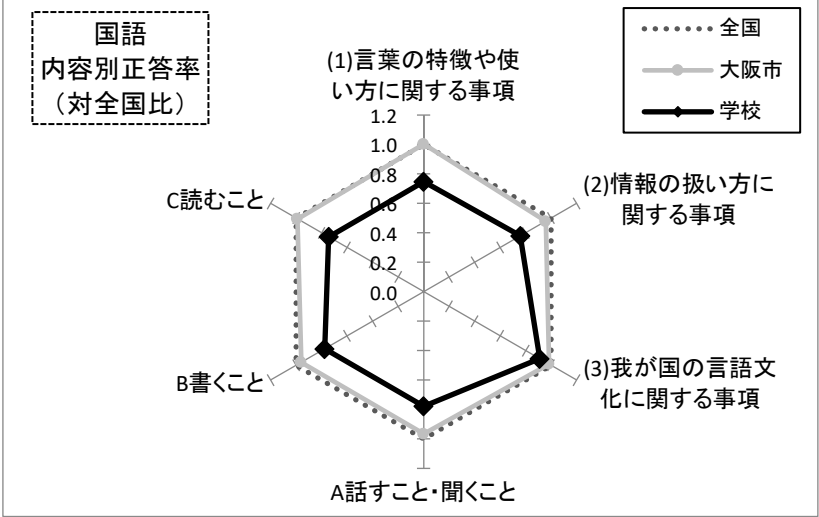 国語
内容別正答率
（対全国比）
全国
大阪市
学校
(1)言葉の特徴や使
い方に関する事項
1.2
1.0
0.8
0.6
0.4
0.2
0.0
(2)情報の扱い方に
関する事項
(3)我が国の言語文
化に関する事項
A話すこと・聞くこと
B書くこと
C読むこと